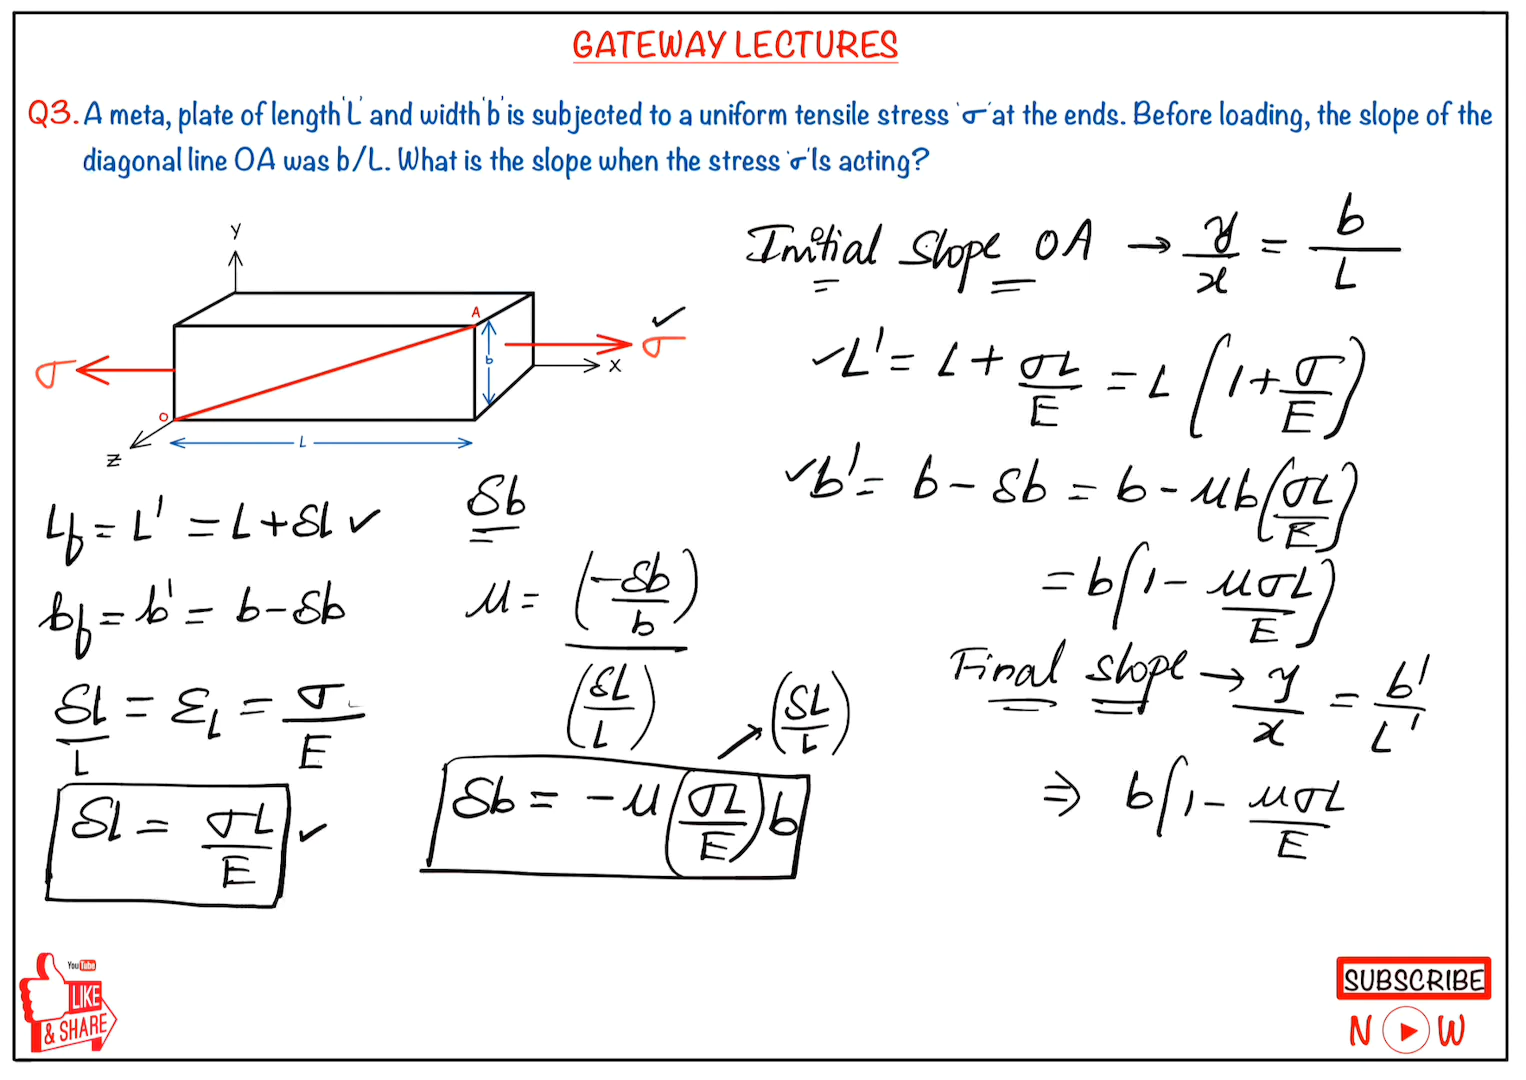 GATEWAY LECTURES
Q3. A meta, plate of length 'L' and width 'b' is subjected to a uniform tensile stress 'σ' at the ends. Before loading, the slope of the
diagonal line OA was b/L. What is the slope when the stress 'σ' Is acting?
Y
A
b
σ
σ ✓
X
O
L
Z
L_f = L' = L + δL ✓
b_f = b' = b - δb
δL/L = ε_L = σ/E
δL = σL/E ✓
δb
μ = (-δb/b) / (δL/L)
(δL/L)
δb = -μ(σL/E)b
Initial Slope OA → y/x = b/L
✓ L' = L + σL/E = L(1 + σ/E)
✓ b' = b - δb = b - μb(σL/E)
= b(1 - μσL/E)
Final slope → y/x = b'/L'
⇒ b(1 - μσL/E
YouTube
LIKE
& SHARE
SUBSCRIBE
N W